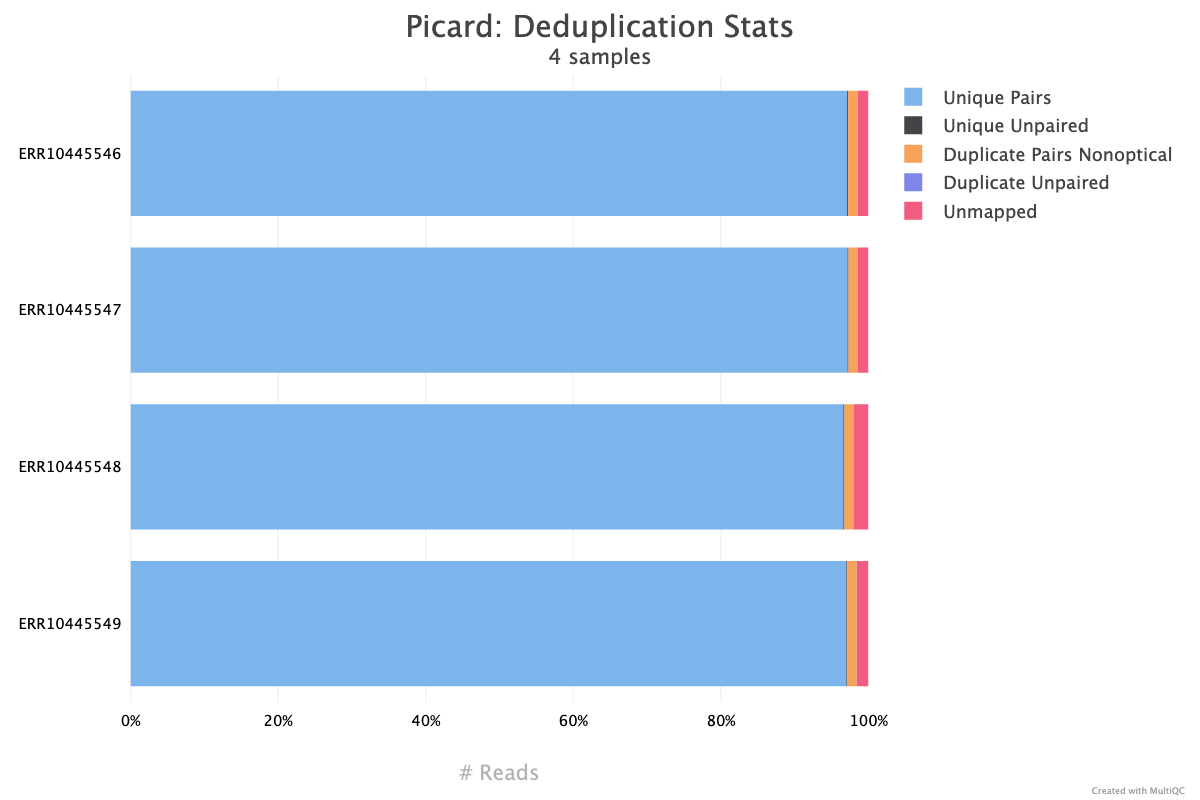 Picard: Deduplication Stats
4 samples
Unique Pairs
Unique Unpaired
Duplicate Pairs Nonoptical
Duplicate Unpaired
Unmapped
ERR10445546
ERR10445547
ERR10445548
ERR10445549
0% 20% 40% 60% 80% 100%
# Reads
Created with MultiQC